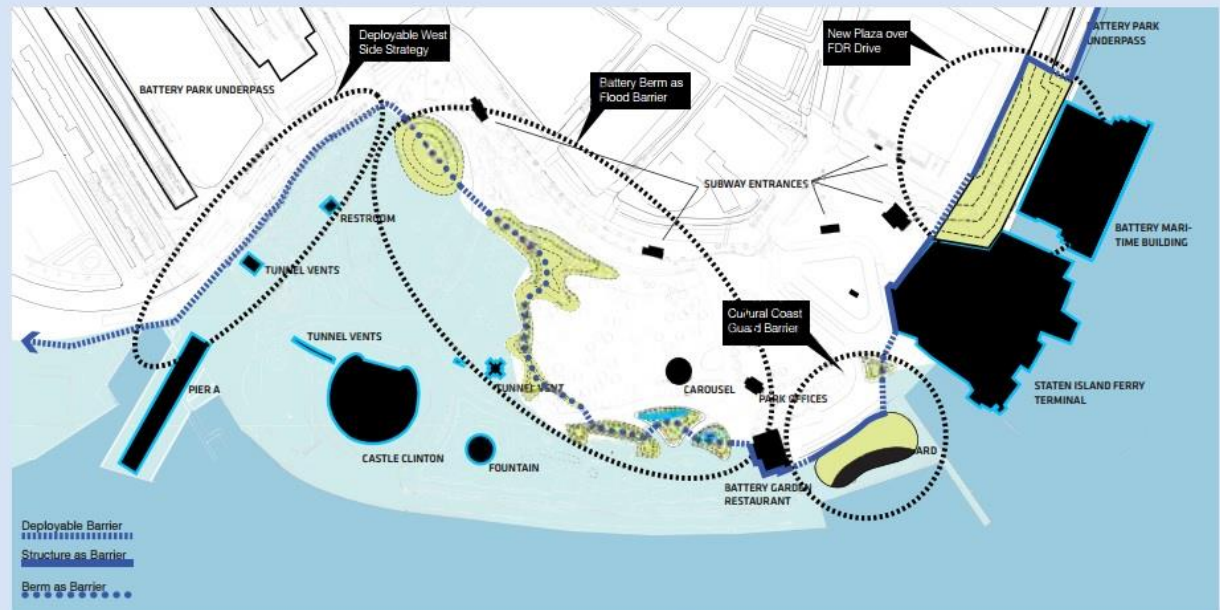 Deployable West
Side Strategy
New Plaza over
FDR Drive
BATTERY PARK
UNDERPASS
BATTERY PARK UNDERPASS
Battery Berm as
Flood Barrier
SUBWAY ENTRANCES
RESTROOM
BATTERY MARI-
TIME BUILDING
TUNNEL VENTS
Cultural Coast
Guard Barrier
TUNNEL VENTS
PIER A
TUNNEL VENT
CAROUSEL
PARK OFFICES
STATEN ISLAND FERRY
TERMINAL
CASTLE CLINTON
FOUNTAIN
ARD
BATTERY GARDEN
RESTAURANT
Deployable Barrier
Structure as Barrier
Berm as Barrier